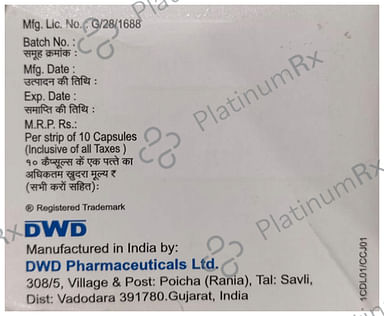 Mfg. Lic. No. : G/28/1688
Batch No. :
समूह क्रमांक :
Mfg. Date :
उत्पादन की तिथि :
Exp. Date :
समाप्ति की तिथि :
M.R.P. Rs.:
Per strip of 10 Capsules
(Inclusive of all Taxes )
१० कैप्सूल्स के एक पत्ते का
अधिकतम खुदरा मूल्य ₹
(सभी करों सहित):
® Registered Trademark
DWD
Manufactured in India by:
DWD Pharmaceuticals Ltd.
308/5, Village & Post: Poicha (Rania), Tal: Savli,
Dist: Vadodara 391780.Gujarat, India
1CDL01/CCJ01
PlatinumRx
PlatinumRx
PlatinumRx